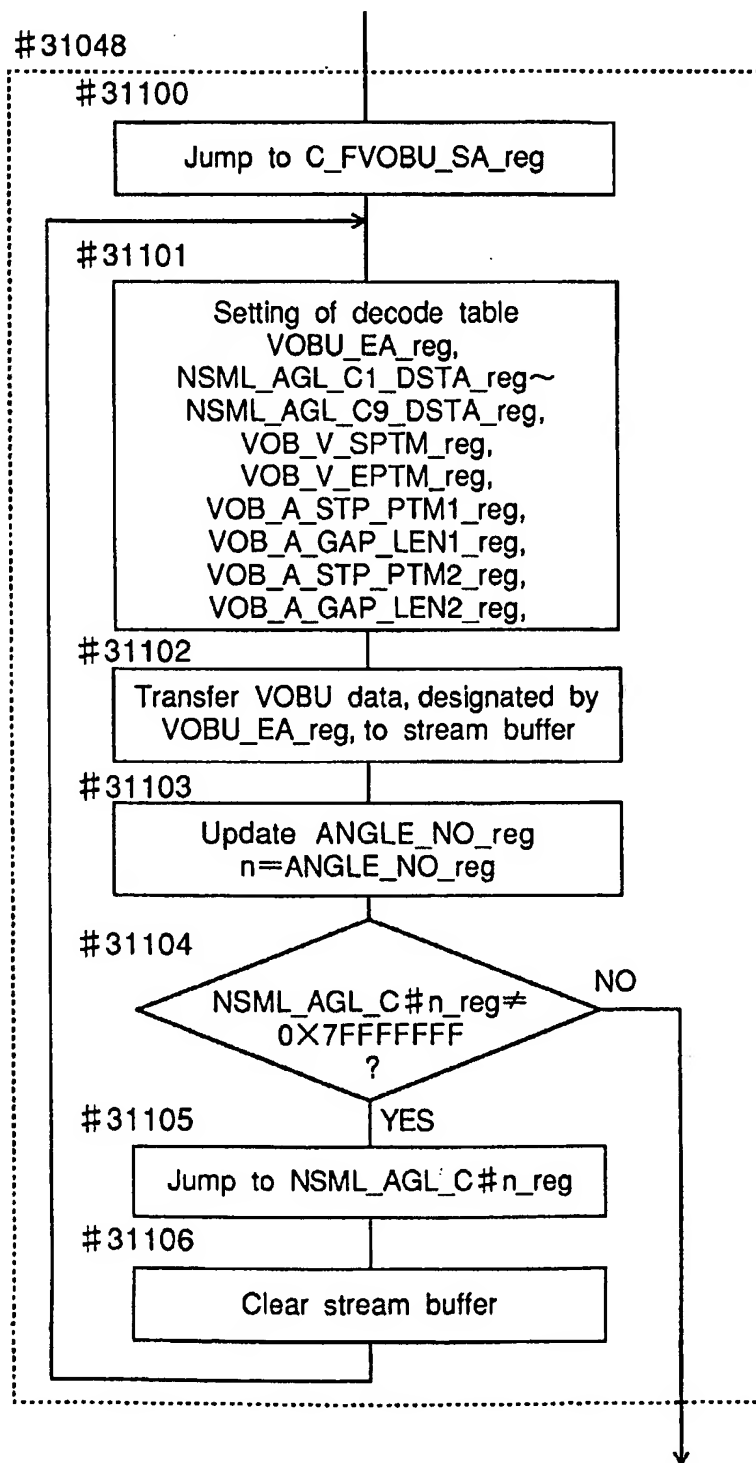 #31048
#31100
Jump to C_FVOBU_SA_reg
#31101
Setting of decode table
VOBU_EA_reg,
NSML_AGL_C1_DSTA_reg~
NSML_AGL_C9_DSTA_reg,
VOB_V_SPTM_reg,
VOB_V_EPTM_reg,
VOB_A_STP_PTM1_reg,
VOB_A_GAP_LEN1_reg,
VOB_A_STP_PTM2_reg,
VOB_A_GAP_LEN2_reg,
#31102
Transfer VOBU data, designated by
VOBU_EA_reg, to stream buffer
#31103
Update ANGLE_NO_reg
n=ANGLE_NO_reg
#31104
NO
NSML_AGL_C#n_reg≠
0X7FFFFFFF
?
#31105
YES
Jump to NSML_AGL_C#n_reg
#31106
Clear stream buffer